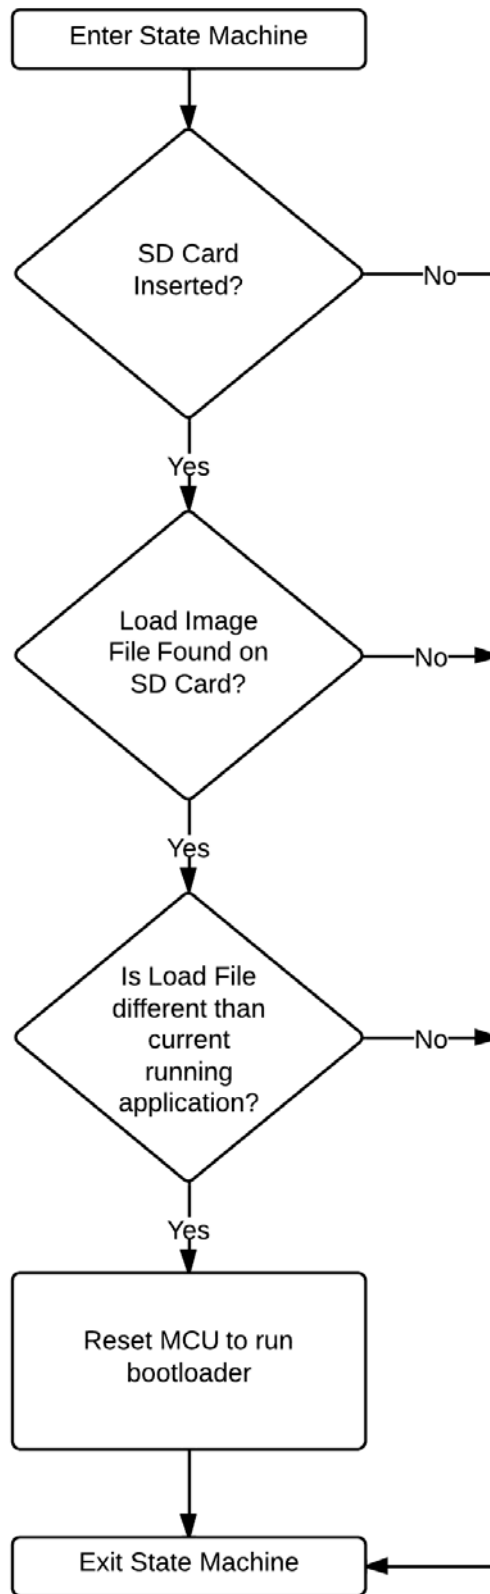 Enter State Machine
SD Card
Inserted?
No
Yes
Load Image
File Found on
SD Card?
No
Yes
Is Load File
different than
current
running
application?
No
Yes
Reset MCU to run
bootloader
Exit State Machine